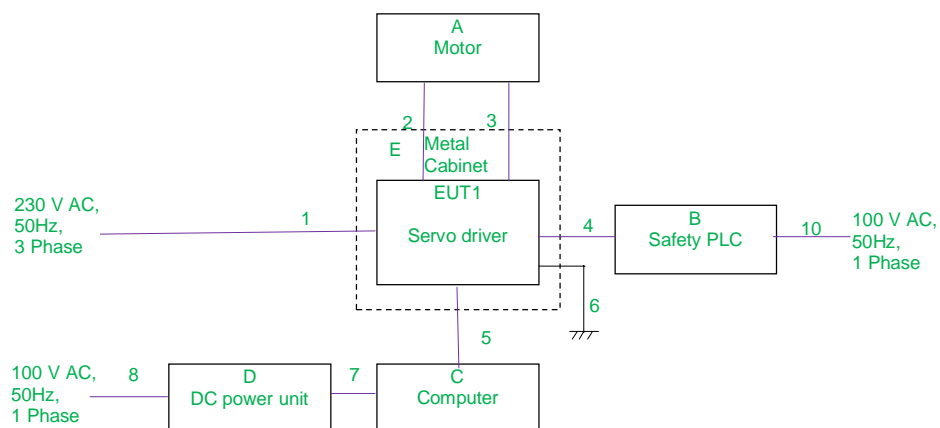 A
Motor
2
3
E
Metal
Cabinet
EUT1
Servo driver
230 V AC,
50Hz,
3 Phase
1
4
B
Safety PLC
10
100 V AC,
50Hz,
1 Phase
6
5
100 V AC,
50Hz,
1 Phase
8
D
DC power unit
7
C
Computer